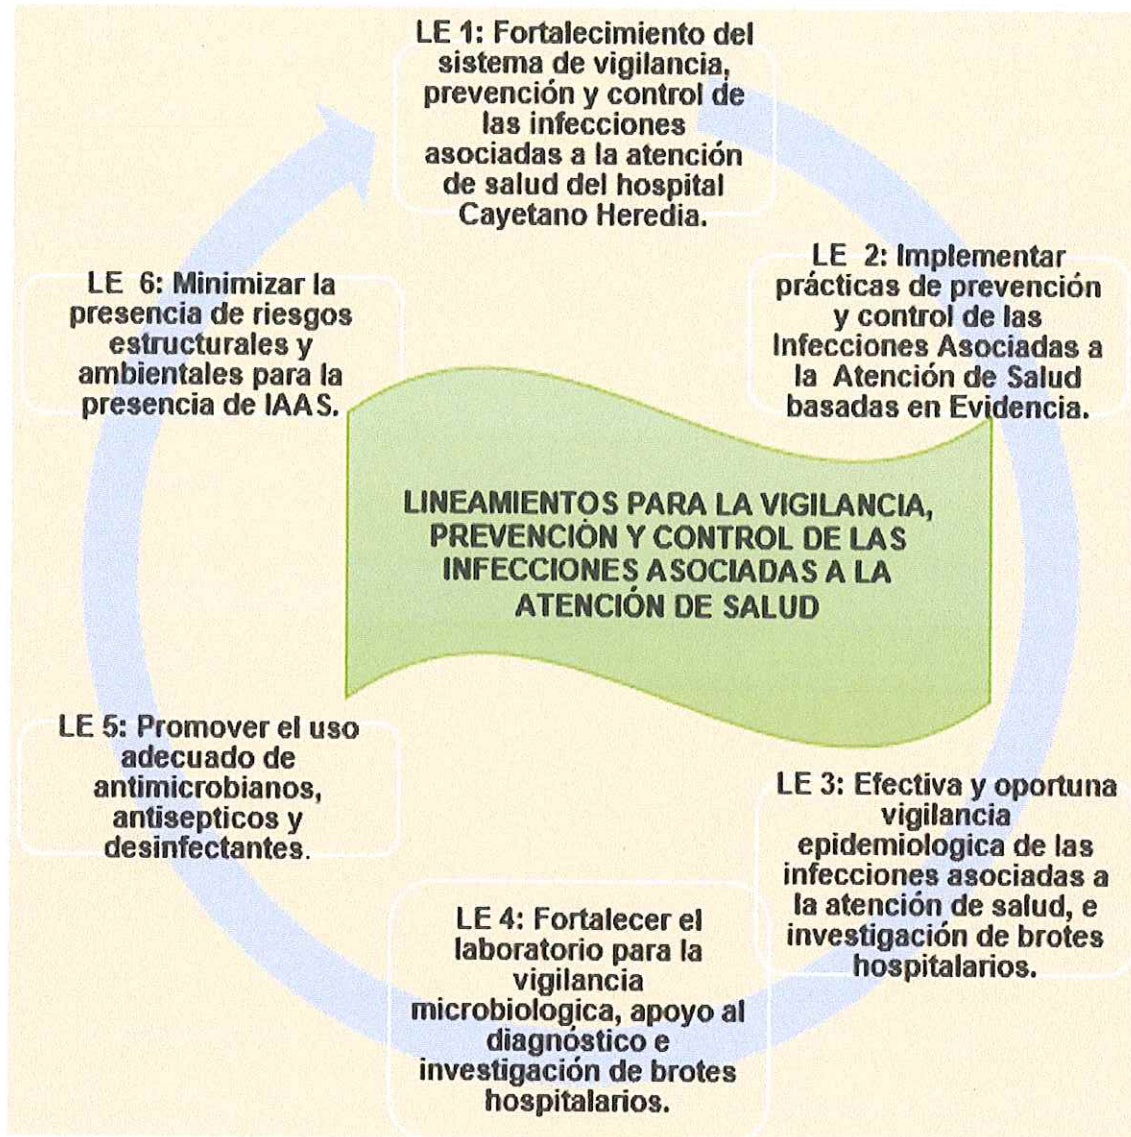 LE 1: Fortalecimiento del
sistema de vigilancia,
prevención y control de
las infecciones
asociadas a la atención
de salud del hospital
Cayetano Heredia.
LE 2: Implementar
prácticas de prevención
y control de las
Infecciones Asociadas a
la Atención de Salud
basadas en Evidencia.
LE 3: Efectiva y oportuna
vigilancia
epidemiologica de las
infecciones asociadas a
la atención de salud, e
investigación de brotes
hospitalarios.
LE 4: Fortalecer el
laboratorio para la
vigilancia
microbiologica, apoyo al
diagnóstico e
investigación de brotes
hospitalarios.
LE 5: Promover el uso
adecuado de
antimicrobianos,
antisepticos y
desinfectantes.
LE 6: Minimizar la
presencia de riesgos
estructurales y
ambientales para la
presencia de IAAS.
LINEAMIENTOS PARA LA VIGILANCIA,
PREVENCIÓN Y CONTROL DE LAS
INFECCIONES ASOCIADAS A LA
ATENCIÓN DE SALUD